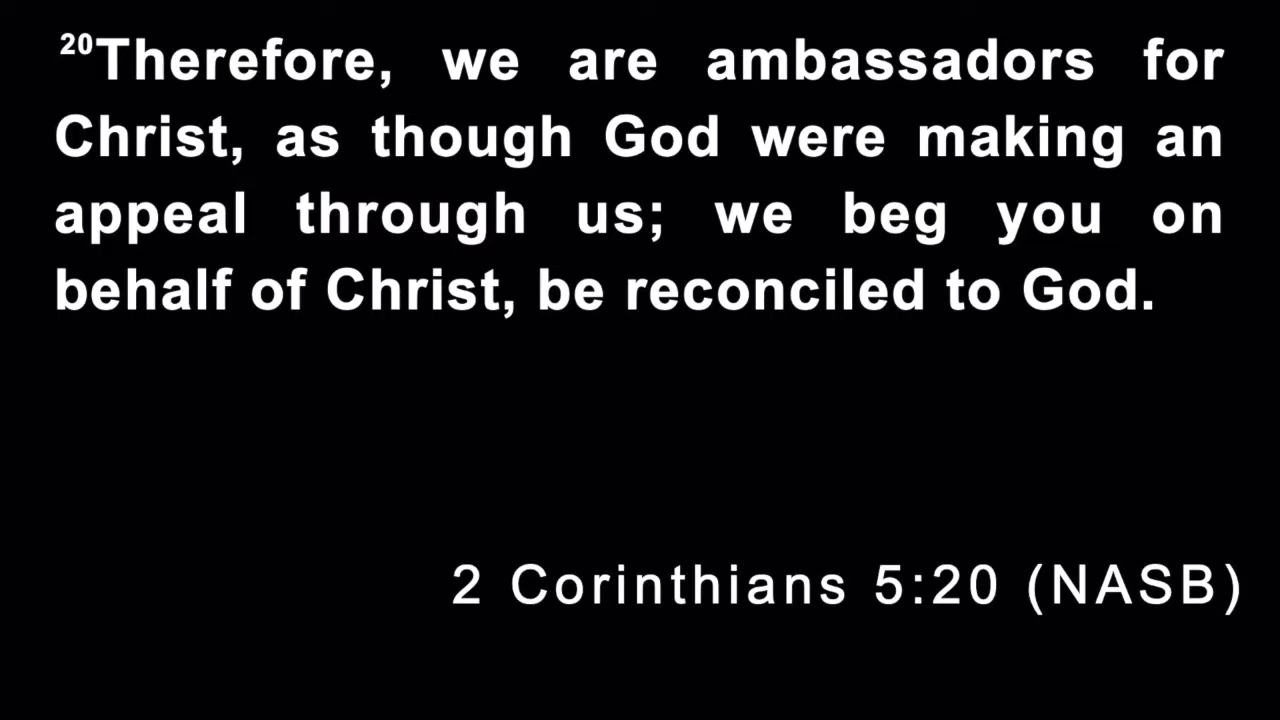 20Therefore, we are ambassadors for
Christ, as though God were making an
appeal through us; we beg you on
behalf of Christ, be reconciled to God.
2 Corinthians 5:20 (NASB)